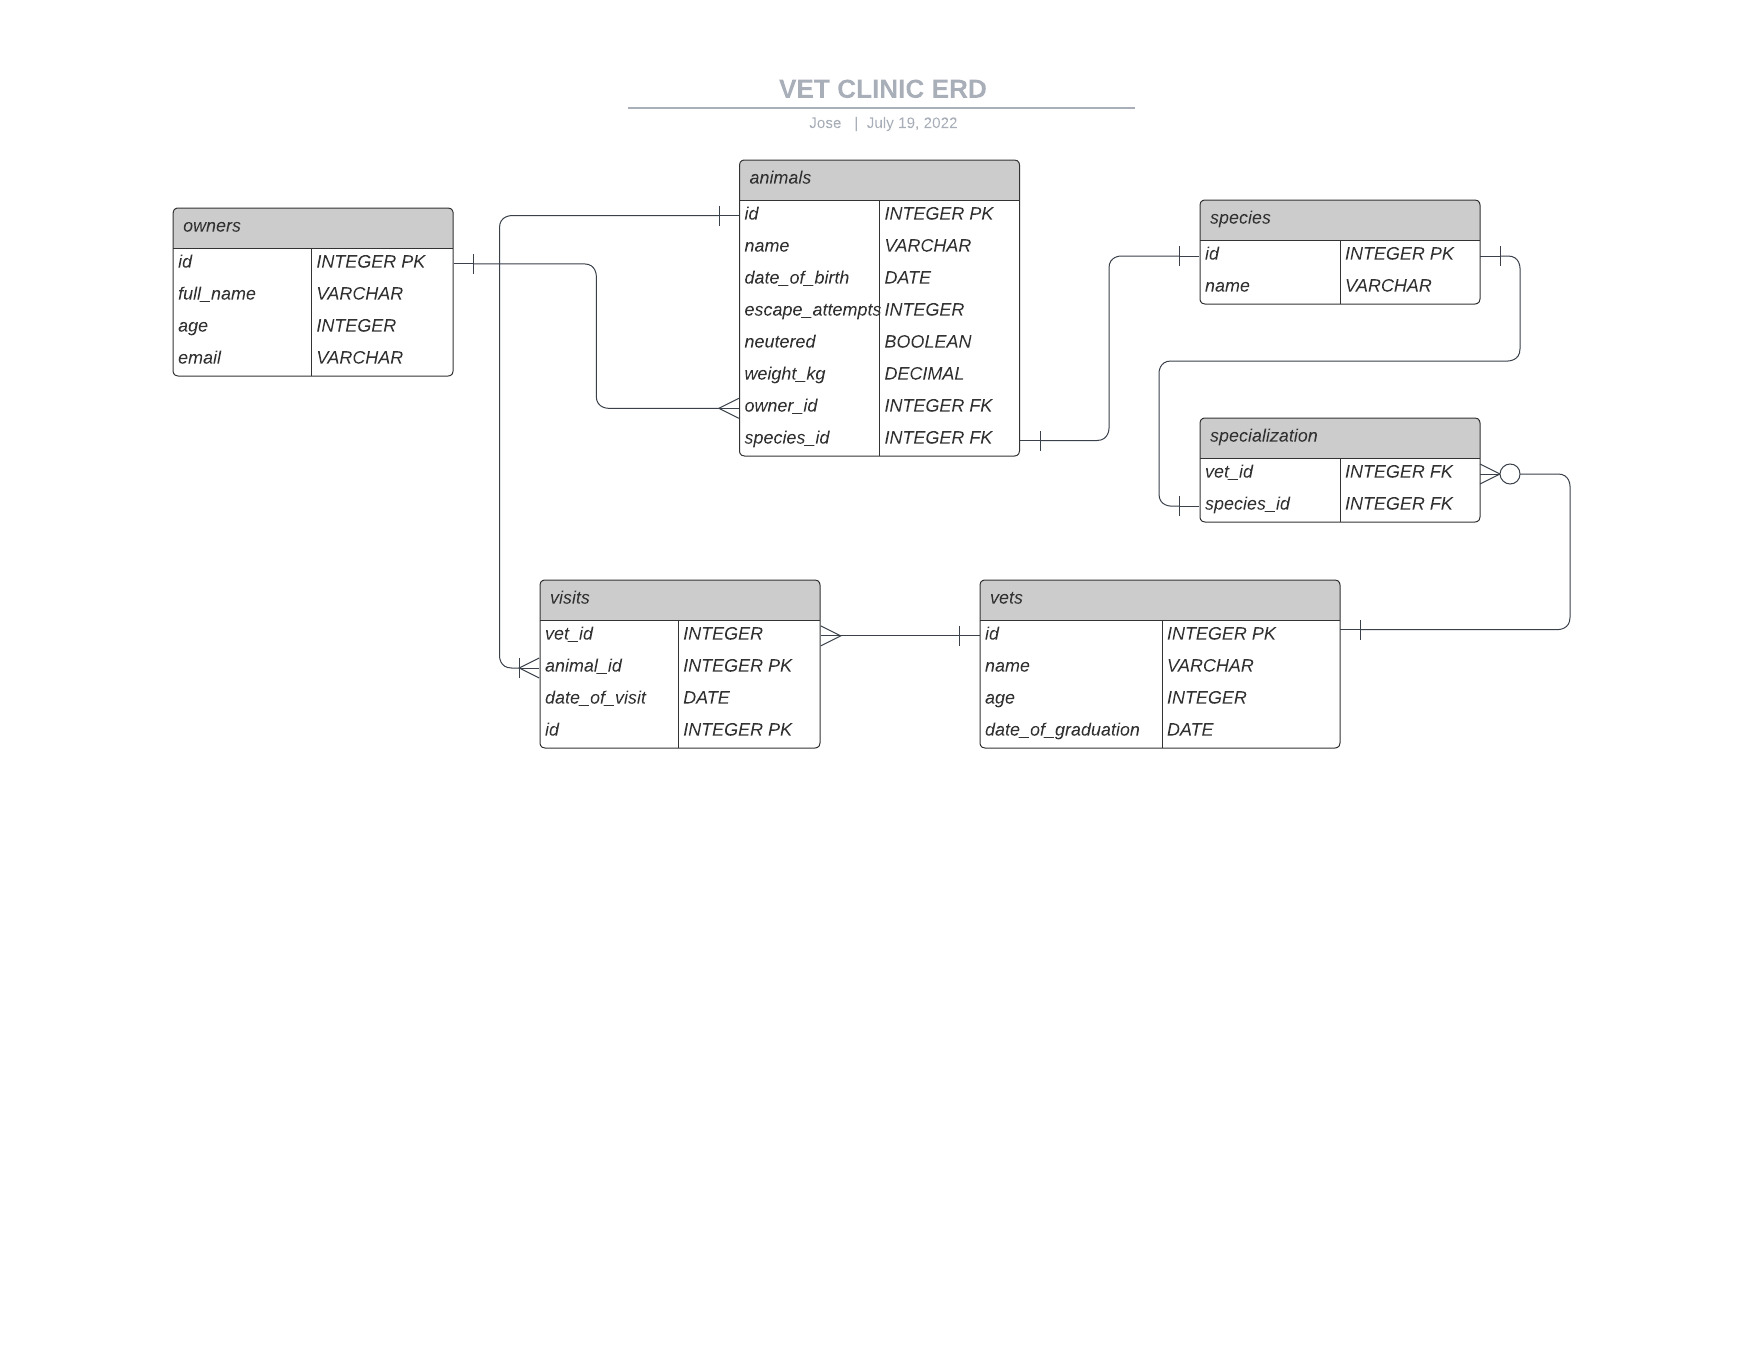 VET CLINIC ERD
Jose | July 19, 2022
owners
id INTEGER PK
full_name VARCHAR
age INTEGER
email VARCHAR
animals
id INTEGER PK
name VARCHAR
date_of_birth DATE
escape_attempts INTEGER
neutered BOOLEAN
weight_kg DECIMAL
owner_id INTEGER FK
species_id INTEGER FK
species
id INTEGER PK
name VARCHAR
specialization
vet_id INTEGER FK
species_id INTEGER FK
visits
vet_id INTEGER
animal_id INTEGER PK
date_of_visit DATE
id INTEGER PK
vets
id INTEGER PK
name VARCHAR
age INTEGER
date_of_graduation DATE